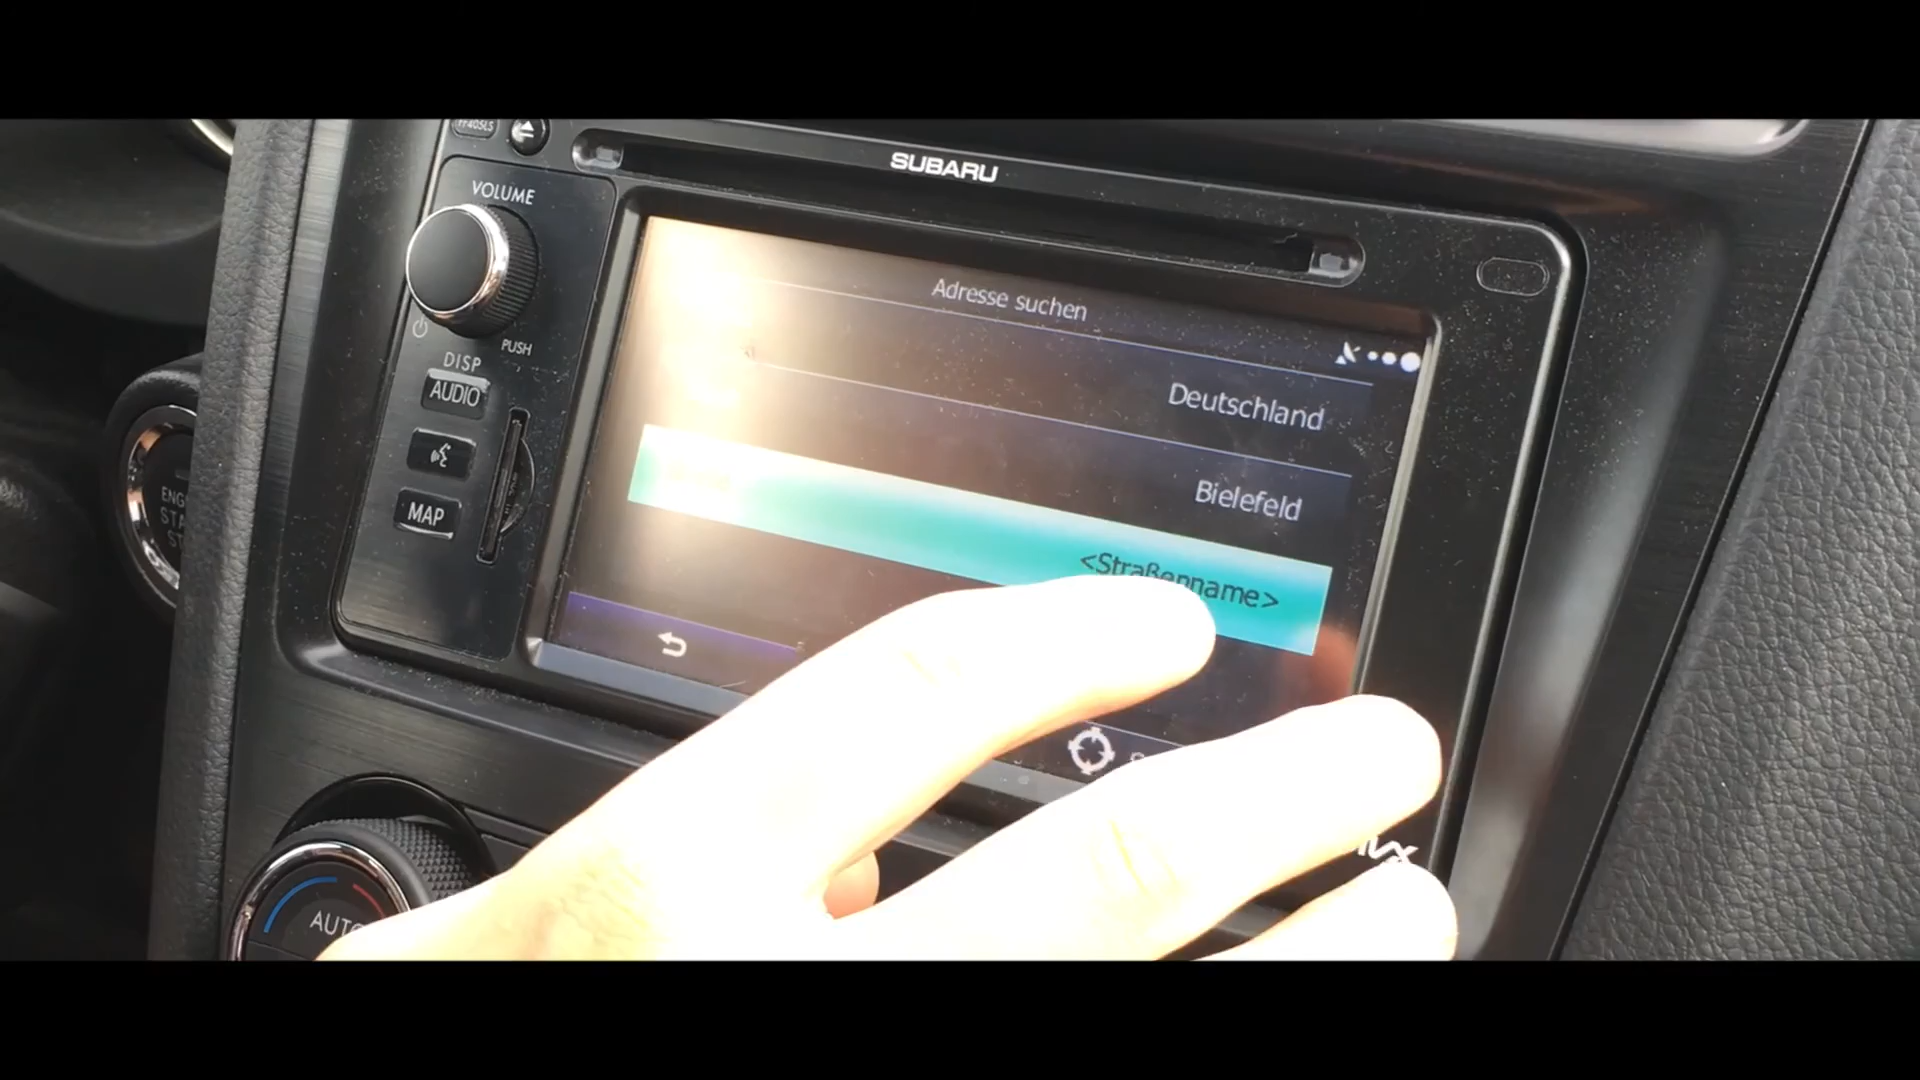 SUBARU
VOLUME
PUSH
DISP
AUDIO
MAP
Adresse suchen
Deutschland
Bielefeld
<Straßenname>
AUTO